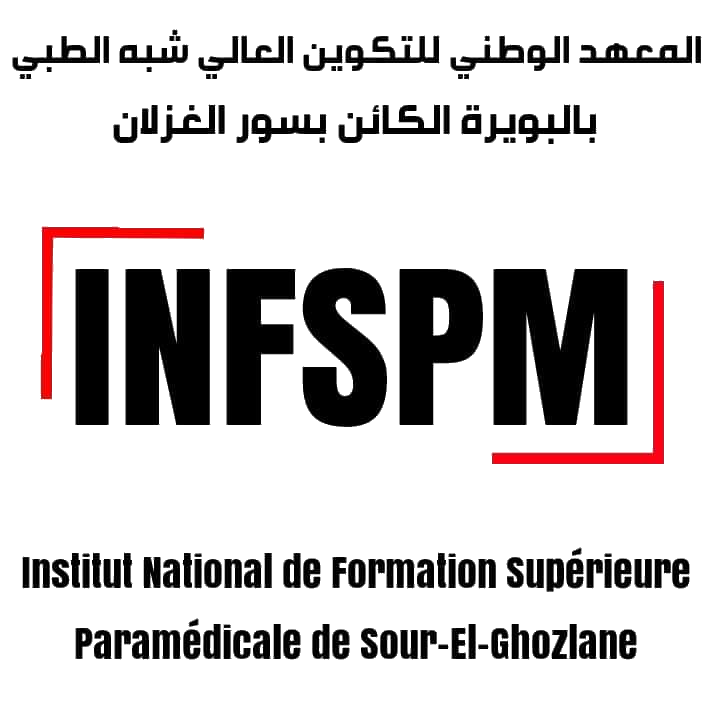 المعهد الوطني للتكوين العالي شبه الطبي
بالبويرة الكائن بسور الغزلان
INFSPM
Institut National de Formation Supérieure
Paramédicale de Sour-El-Ghozlane